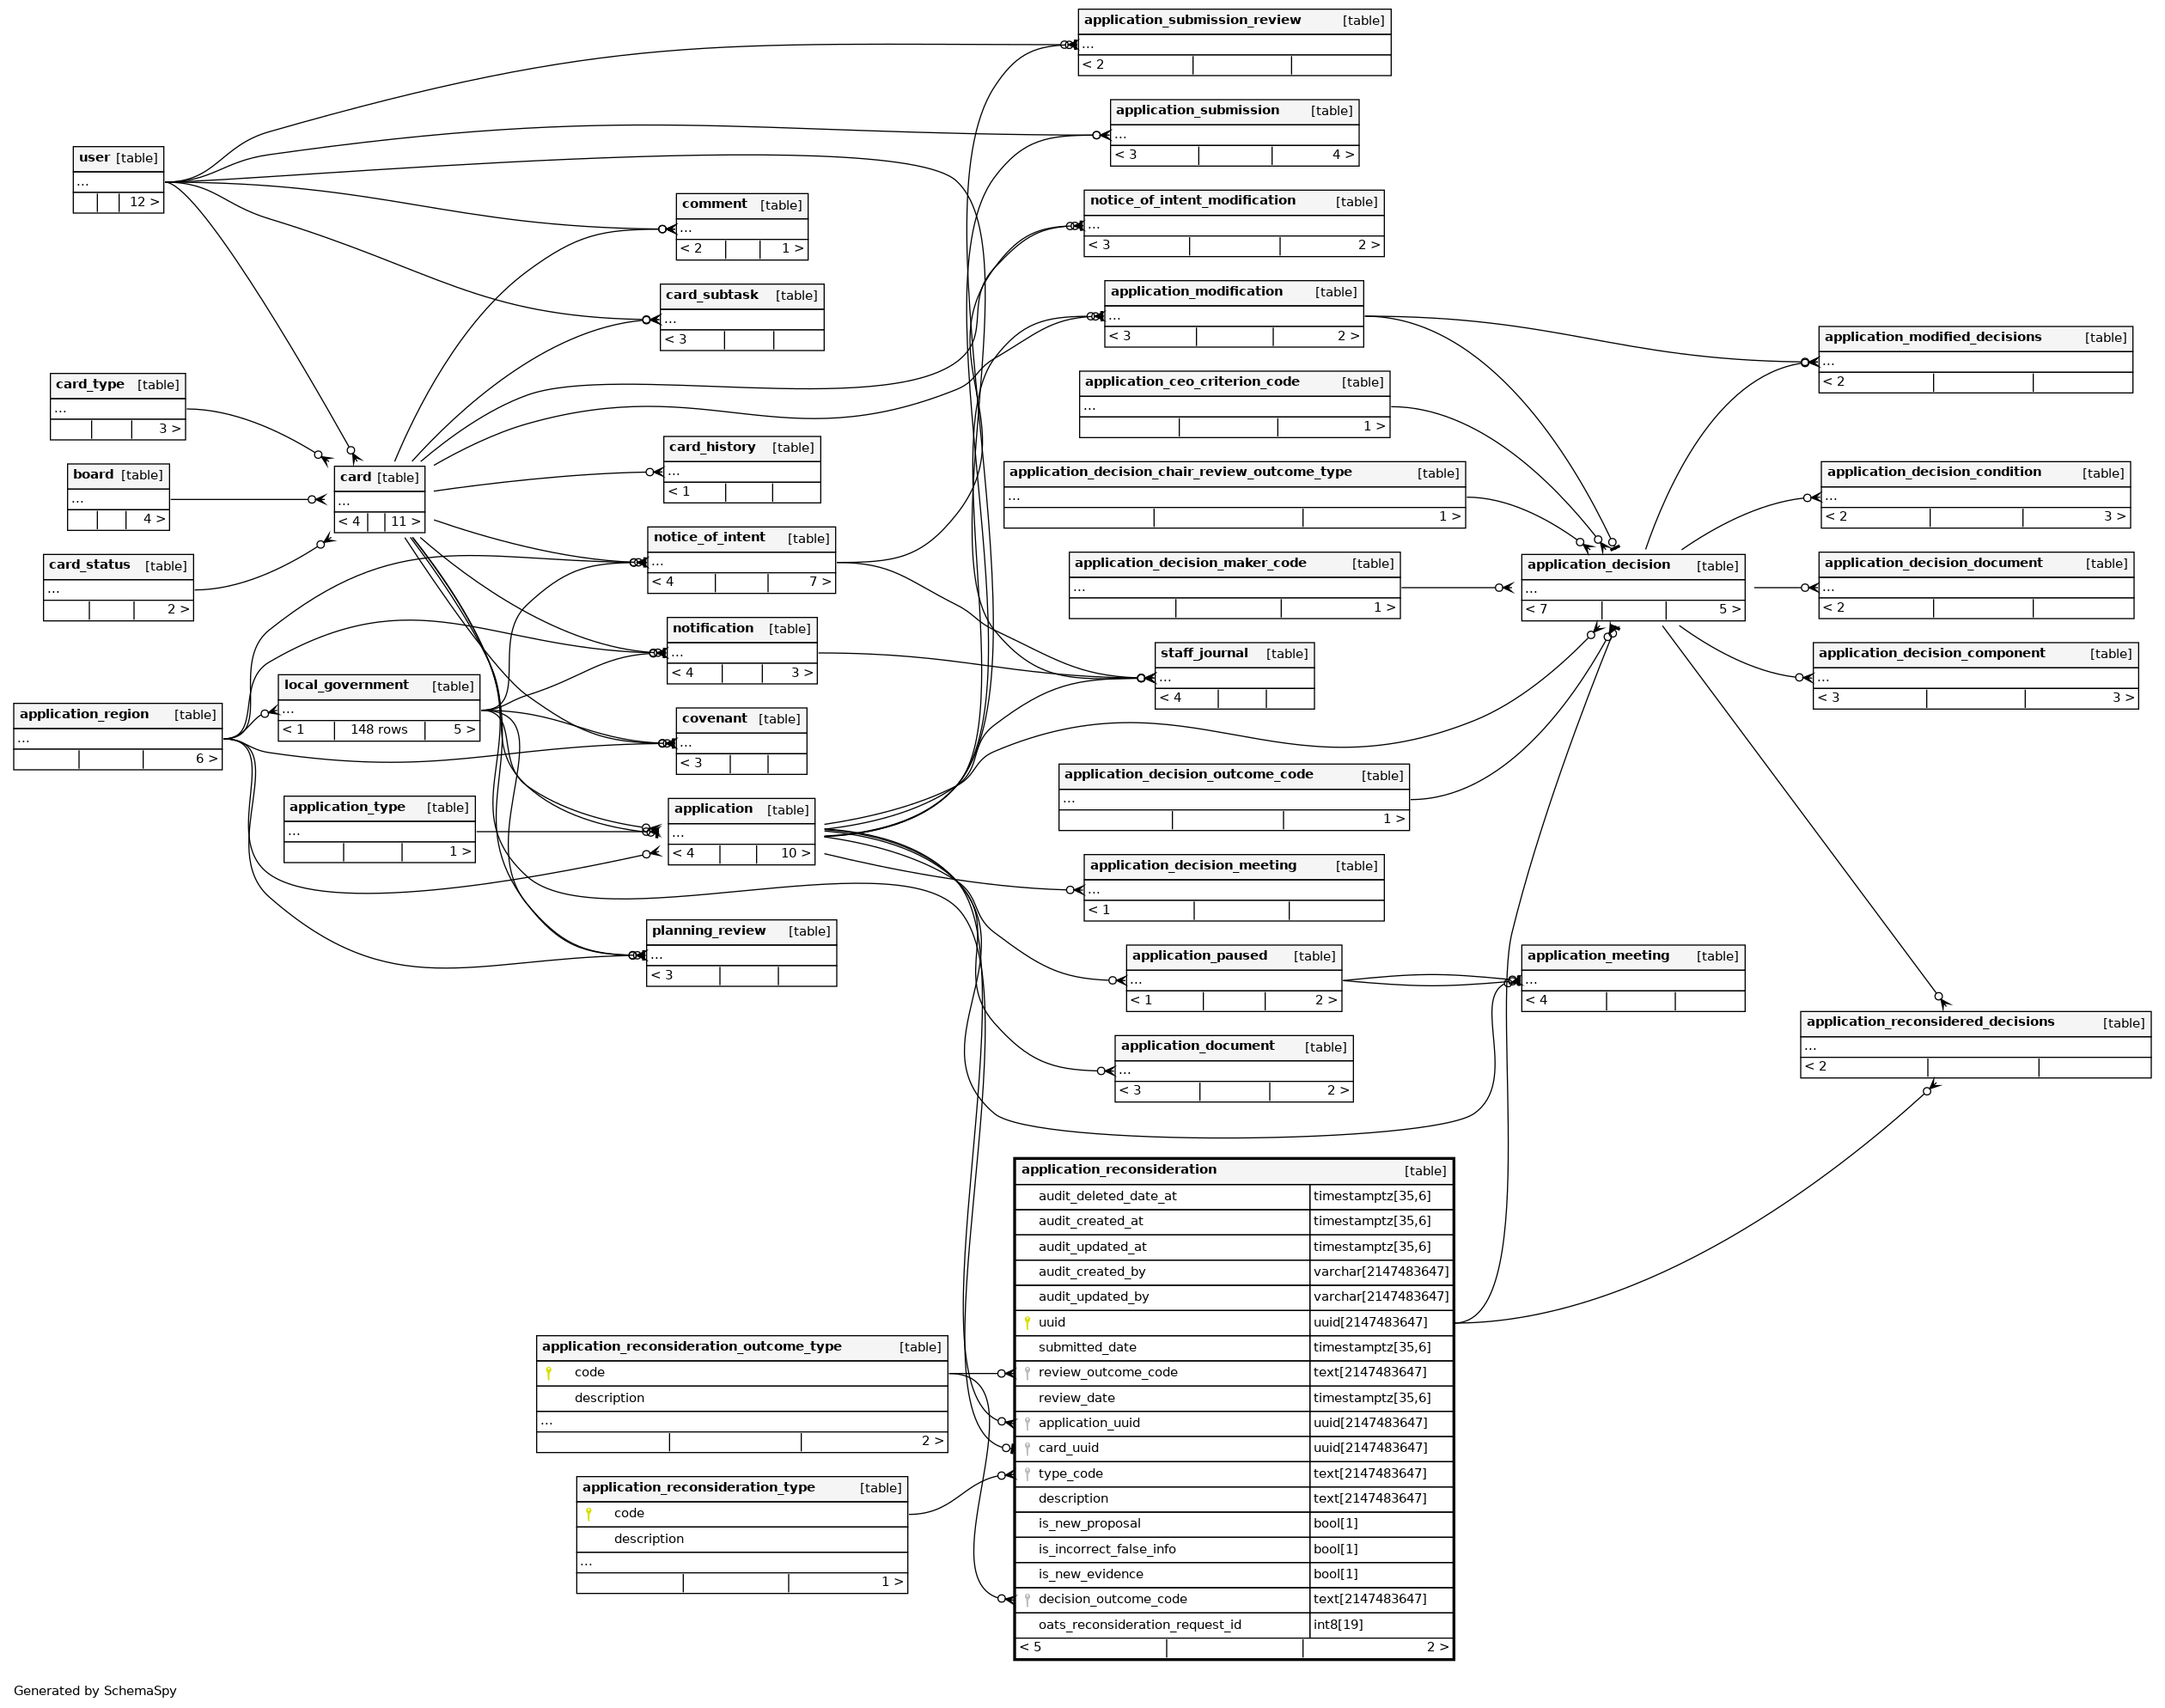 application_submission_review [table]
...
< 2
application_submission [table]
...
< 3 4 >
user [table]
...
12 >
notice_of_intent_modification [table]
...
< 3 2 >
comment [table]
...
< 2 1 >
card_subtask [table]
...
< 3
application_modification [table]
...
< 3 2 >
application_modified_decisions [table]
...
< 2
card_type [table]
...
3 >
application_ceo_criterion_code [table]
...
1 >
card_history [table]
...
< 1
board [table]
...
4 >
card [table]
...
< 4 11 >
application_decision_chair_review_outcome_type [table]
...
1 >
application_decision_condition [table]
...
< 2 3 >
card_status [table]
...
2 >
notice_of_intent [table]
...
< 4 7 >
application_decision_maker_code [table]
...
1 >
application_decision [table]
...
< 7 5 >
application_decision_document [table]
...
< 2
notification [table]
...
< 4 3 >
staff_journal [table]
...
< 4
application_decision_component [table]
...
< 3 3 >
local_government [table]
...
< 1 148 rows 5 >
application_region [table]
...
6 >
covenant [table]
...
< 3
application_decision_outcome_code [table]
...
1 >
application_type [table]
...
1 >
application [table]
...
< 4 10 >
application_decision_meeting [table]
...
< 1
planning_review [table]
...
< 3
application_paused [table]
...
< 1 2 >
application_meeting [table]
...
< 4
application_reconsidered_decisions [table]
...
< 2
application_document [table]
...
< 3 2 >
application_reconsideration [table]
audit_deleted_date_at timestamptz[35,6]
audit_created_at timestamptz[35,6]
audit_updated_at timestamptz[35,6]
audit_created_by varchar[2147483647]
audit_updated_by varchar[2147483647]
uuid uuid[2147483647]
submitted_date timestamptz[35,6]
review_outcome_code text[2147483647]
review_date timestamptz[35,6]
application_uuid uuid[2147483647]
card_uuid uuid[2147483647]
type_code text[2147483647]
description text[2147483647]
is_new_proposal bool[1]
is_incorrect_false_info bool[1]
is_new_evidence bool[1]
decision_outcome_code text[2147483647]
oats_reconsideration_request_id int8[19]
< 5 2 >
application_reconsideration_outcome_type [table]
code
description
...
2 >
application_reconsideration_type [table]
code
description
...
1 >
Generated by SchemaSpy